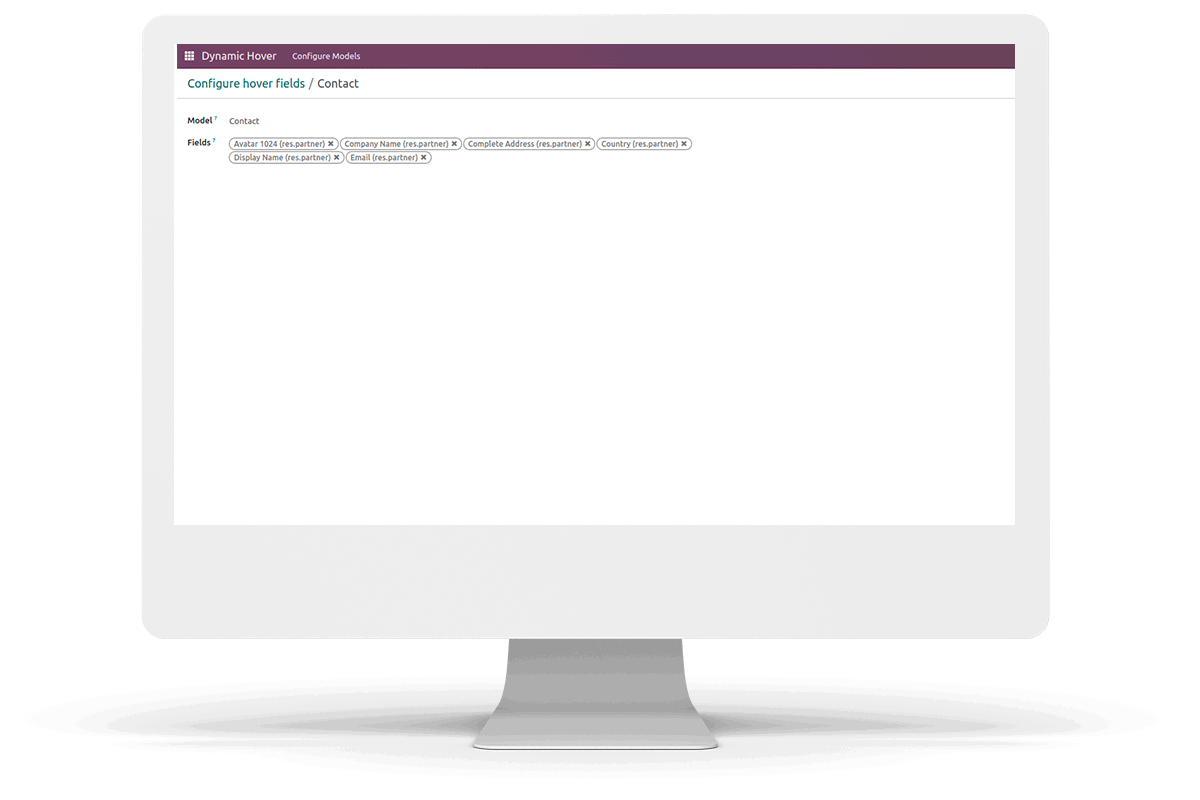 Dynamic Hover Configure Models
Configure hover fields / Contact
Model ? Contact
Fields ? Avatar 1024 (res.partner) ✖ Company Name (res.partner) ✖ Complete Address (res.partner) ✖ Country (res.partner) ✖
Display Name (res.partner) ✖ Email (res.partner) ✖